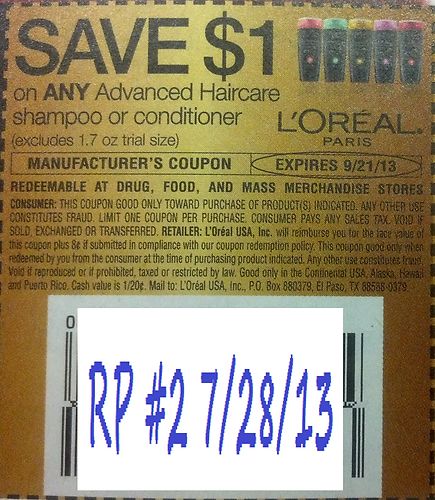 SAVE $1
on ANY Advanced Haircare
shampoo or conditioner
(excludes 1.7 oz trial size)
L'ORÉAL
PARIS
MANUFACTURER'S COUPON
EXPIRES 9/21/13
REDEEMABLE AT DRUG, FOOD, AND MASS MERCHANDISE STORES
CONSUMER: THIS COUPON GOOD ONLY TOWARD PURCHASE OF PRODUCT(S) INDICATED. ANY OTHER USE
CONSTITUTES FRAUD. LIMIT ONE COUPON PER PURCHASE. CONSUMER PAYS ANY SALES TAX. VOID IF
SOLD, EXCHANGED OR TRANSFERRED. RETAILER: L'Oréal USA, Inc. will reimburse you for the face value of
this coupon plus 8¢ if submitted in compliance with our coupon redemption policy. This coupon good only when
redeemed by you from the consumer at the time of purchasing product indicated. Any other use constitutes fraud.
Void if reproduced or if prohibited, taxed or restricted by law. Good only in the Continental USA, Alaska, Hawaii
and Puerto Rico. Cash value is 1/20¢. Mail to: L'Oréal USA, Inc., P.O. Box 880379, El Paso, TX 88588-0379
0
RP #2 7/28/13